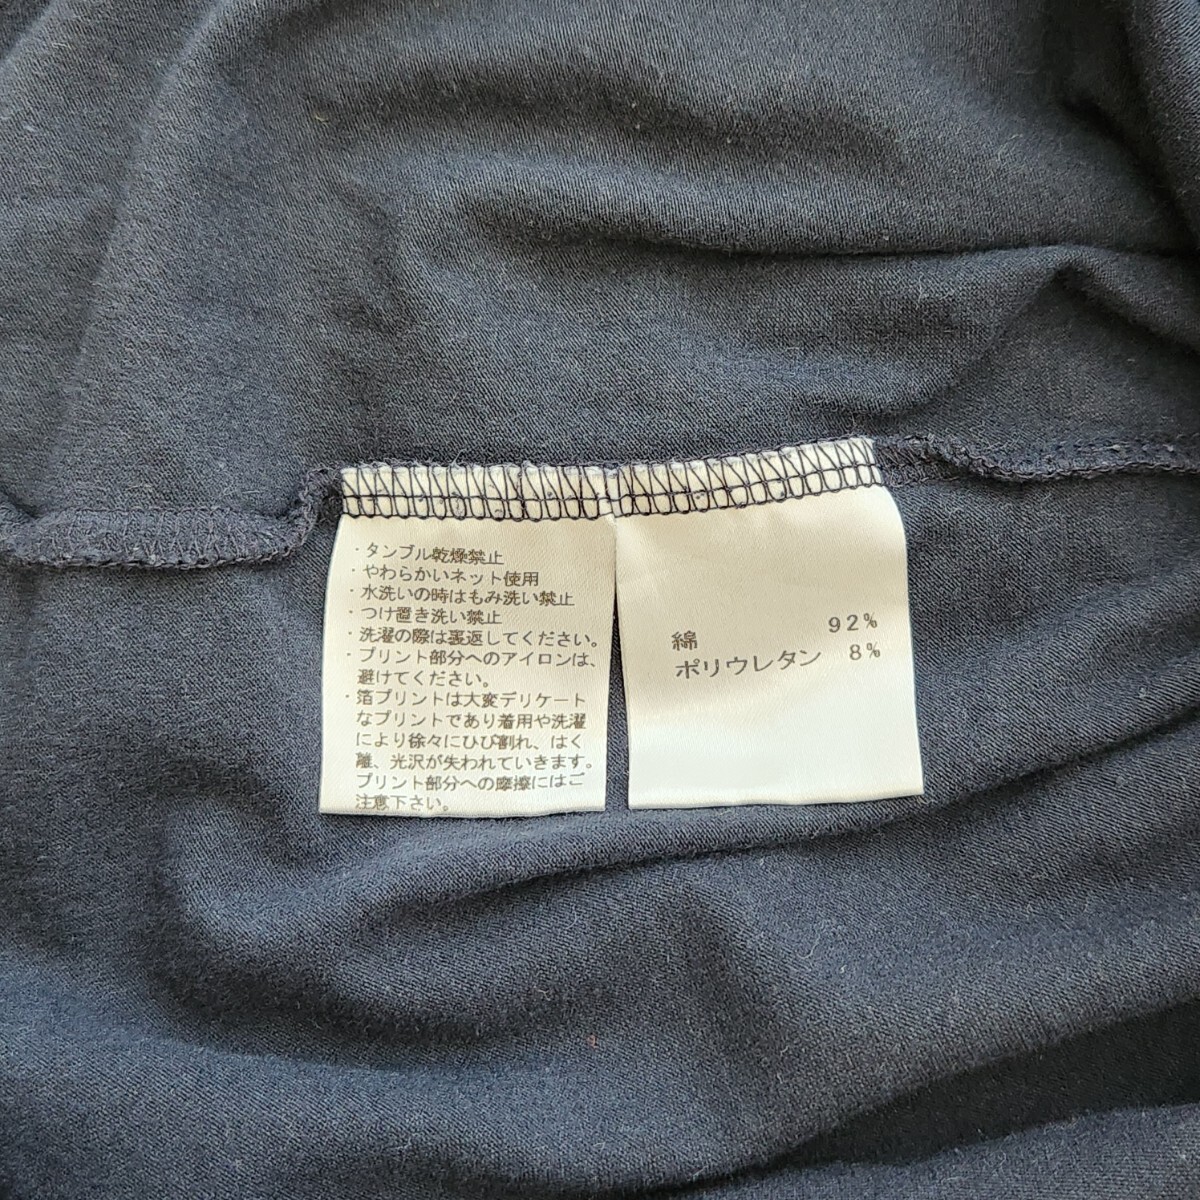 ・タンブル乾燥禁止
・やわらかいネット使用
・水洗いの時はもみ洗い禁止
・つけ置き洗い禁止
・洗濯の際は裏返してください。
・プリント部分へのアイロンは、
避けてください。
・箔プリントは大変デリケート
なプリントであり着用や洗濯
により徐々にひび割れ、はく
離、光沢が失われていきます。
プリント部分への摩擦にはご
注意下さい。
綿 92%
ポリウレタン 8%